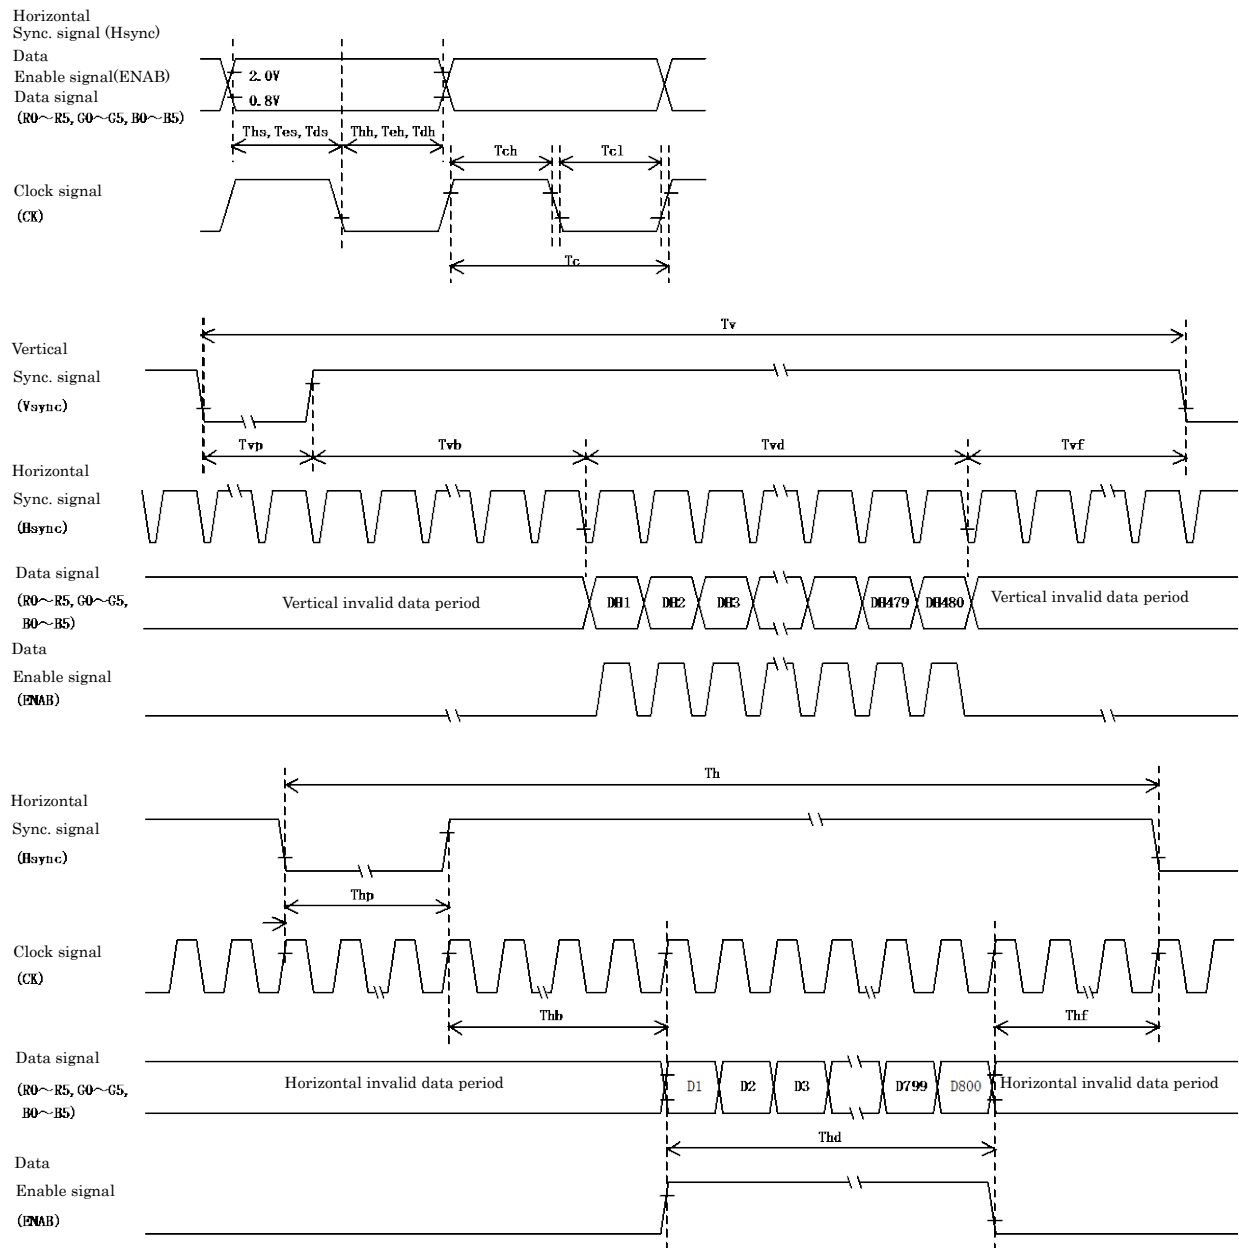 Horizontal
Sync. signal (Hsync)
Data
Enable signal(ENAB)
Data signal
(R0～R5, G0～G5, B0～B5)
2.0V
0.8V
Ths, Tes, Tds
Thh, Teh, Tdh
Tch
Tcl
Clock signal
(CK)
Tc
Tv
Vertical
Sync. signal
(Vsync)
Tvp
Tvb
Tvd
Tvf
Horizontal
Sync. signal
(Hsync)
Data signal
(R0～R5, G0～G5,
B0～B5)
Vertical invalid data period
DH1
DH2
DH3
DH479
DH480
Vertical invalid data period
Data
Enable signal
(ENAB)
Th
Horizontal
Sync. signal
(Hsync)
Thp
Clock signal
(CK)
Thb
Thf
Data signal
(R0～R5, G0～G5,
B0～B5)
Horizontal invalid data period
D1
D2
D3
D799
D800
Horizontal invalid data period
Thd
Data
Enable signal
(ENAB)